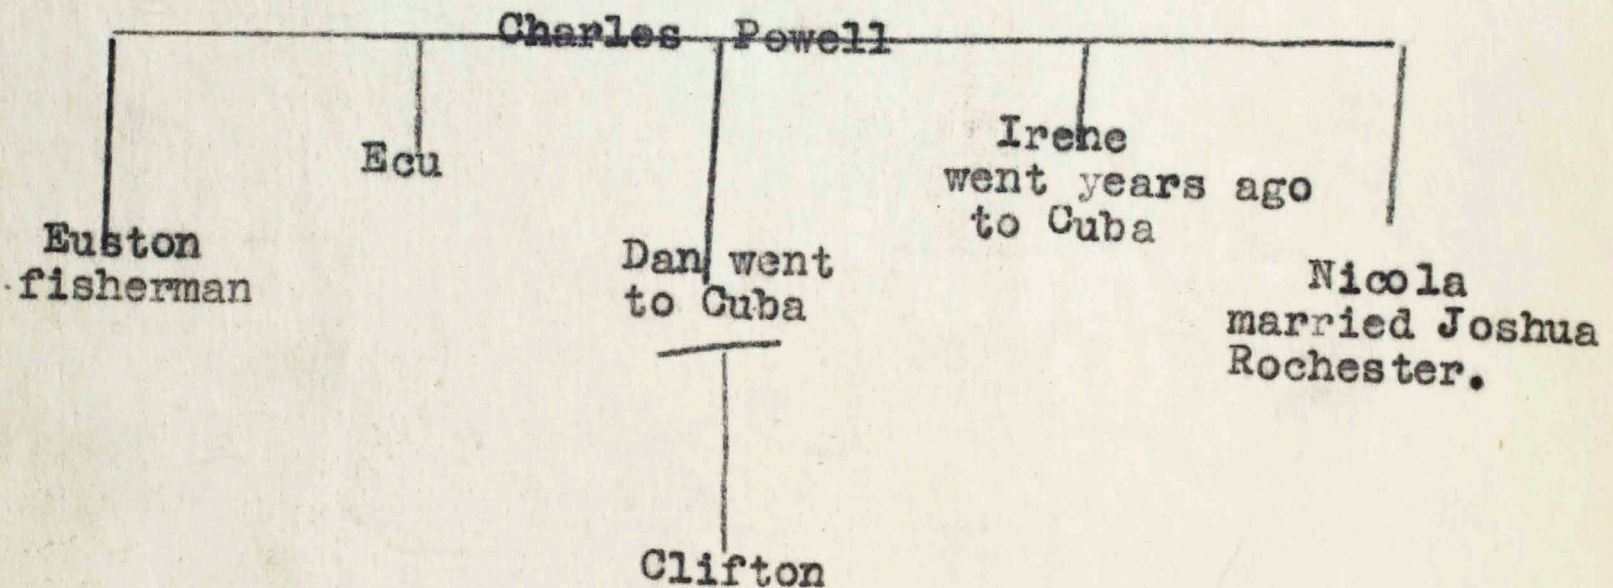 Charles Powell
Ecu
Irene
went years ago
to Cuba
Euston
fisherman
Dan went
to Cuba
Nicola
married Joshua
Rochester.
Clifton